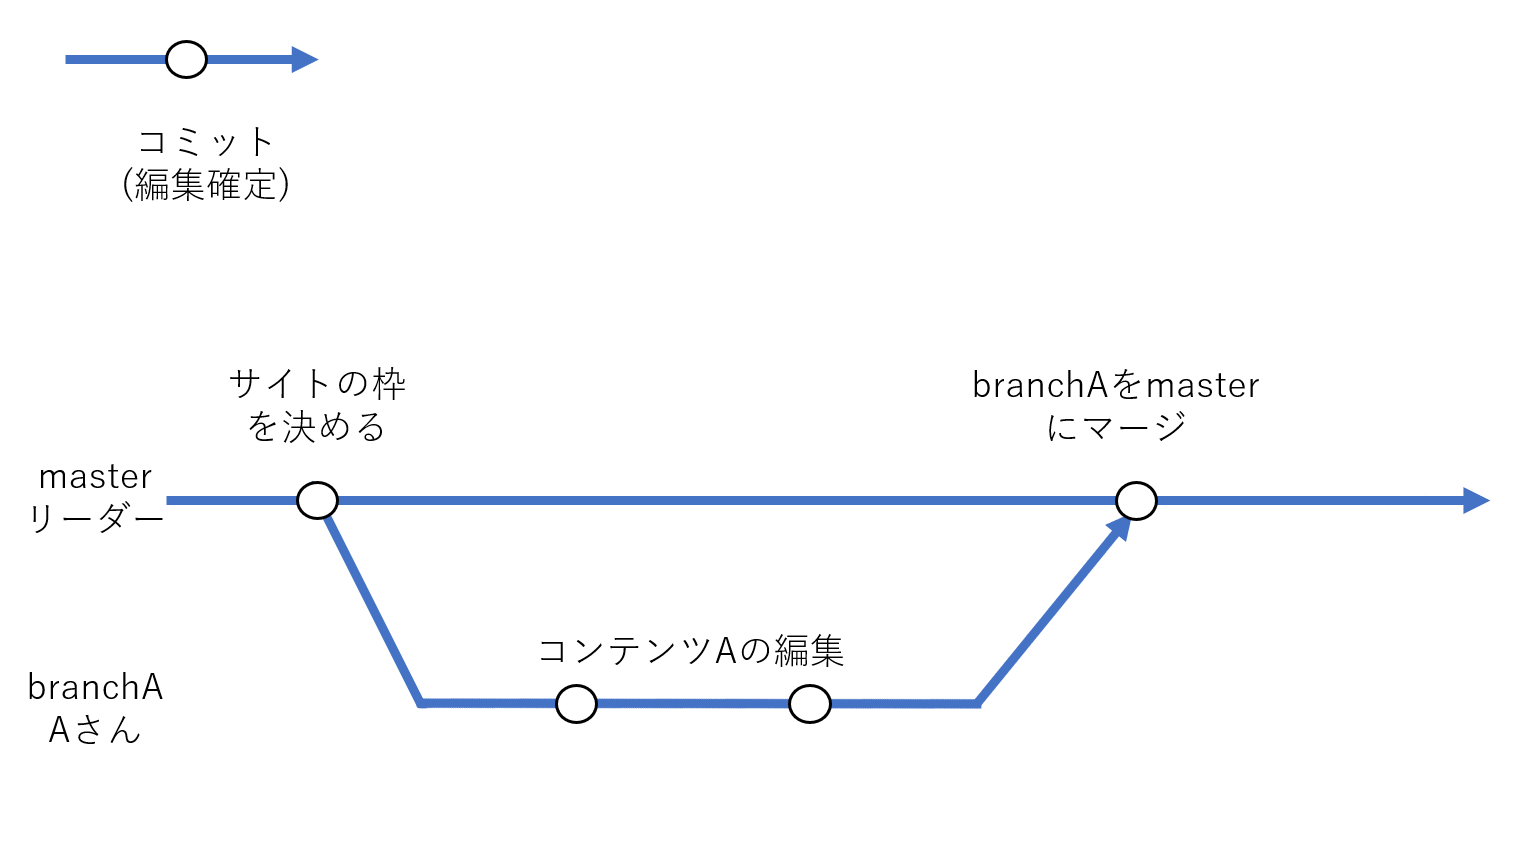 コミット
(編集確定)
サイトの枠
を決める
branchAをmaster
にマージ
master
リーダー
コンテンツAの編集
branchA
Aさん